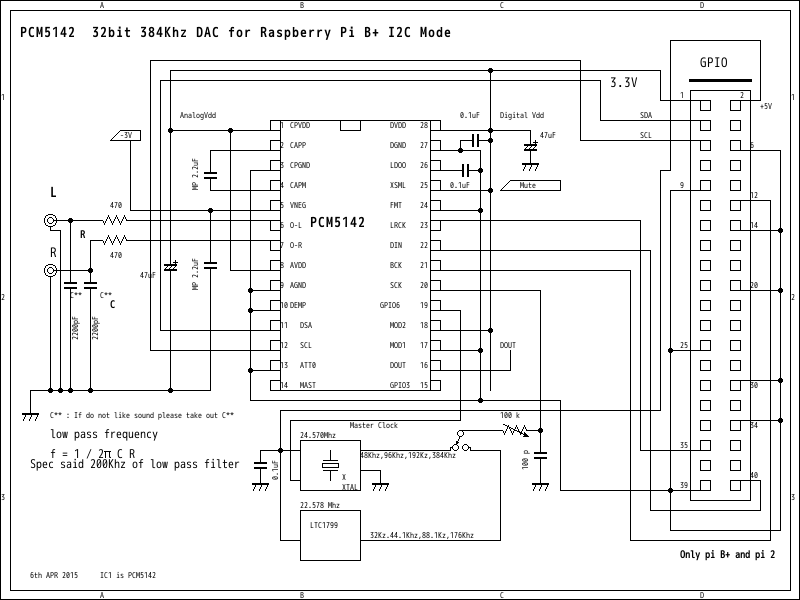 A B C D
PCM5142 32bit 384Khz DAC for Raspberry Pi B+ I2C Mode
GPIO
3.3V
1 1
1 2
+5V
AnalogVdd
0.1uF Digital Vdd
SDA
47uF
SCL
-3V
1 CPVDD DVDD 28
2 CAPP DGND 27
6
3 CPGND LDOO 26
MP 2.2uF
4 CAPM XSML 25
0.1uF
Mute
9
L
5 VNEG FMT 24
12
470
6 O-L PCM5142 LRCK 23
14
R
7 O-R DIN 22
R
470
8 AVDD BCK 21
47uF
MP 2.2uF
9 AGND SCK 20
20
C** C**
C
2 2
10 DEMP GPIO6 19
2200pF 2200pF
11 DSA MOD2 18
12 SCL MOD1 17
DOUT
25
13 ATT0 DOUT 16
14 MAST GPIO3 15
30
C** : If do not like sound please take out C**
100 k
Master Clock
34
low pass frequency
24.570Mhz
35
f = 1 / 2π C R
48Khz,96Khz,192Kz,384Khz
Spec said 200Khz of low pass filter
0.1uF
100 p
X
XTAL
40
39
3 3
22.578 Mhz
LTC1799
32Kz.44.1Khz,88.1Kz,176Khz
Only pi B+ and pi 2
6th APR 2015 IC1 is PCM5142
A B C D